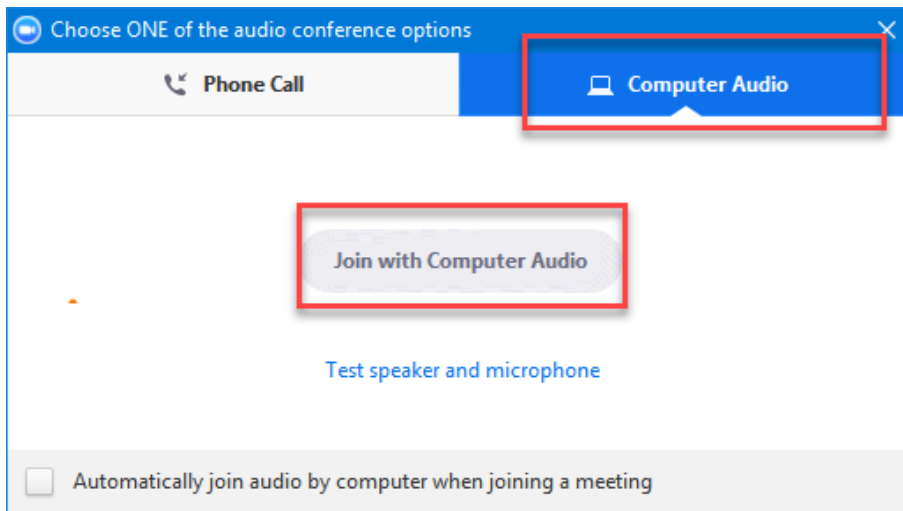 Choose ONE of the audio conference options
Phone Call
Computer Audio
Join with Computer Audio
Test speaker and microphone
Automatically join audio by computer when joining a meeting